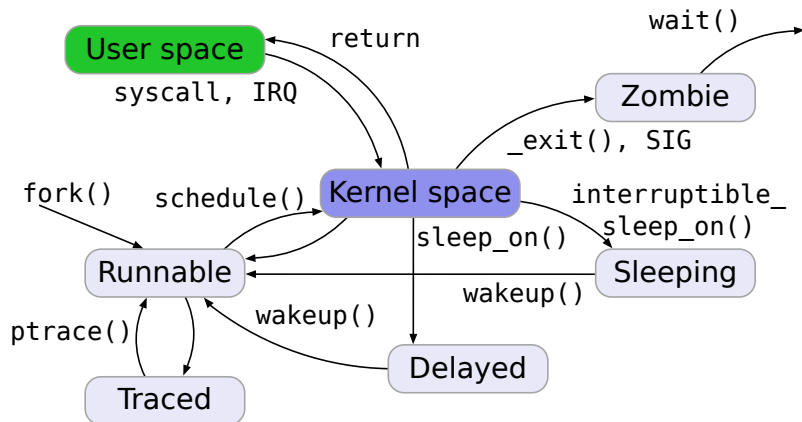 wait()
User space
return
syscall, IRQ
Zombie
_exit(), SIG
fork()
schedule()
Kernel space
interruptible_
sleep_on()
sleep_on()
Runnable
Sleeping
wakeup()
ptrace()
wakeup()
Delayed
Traced